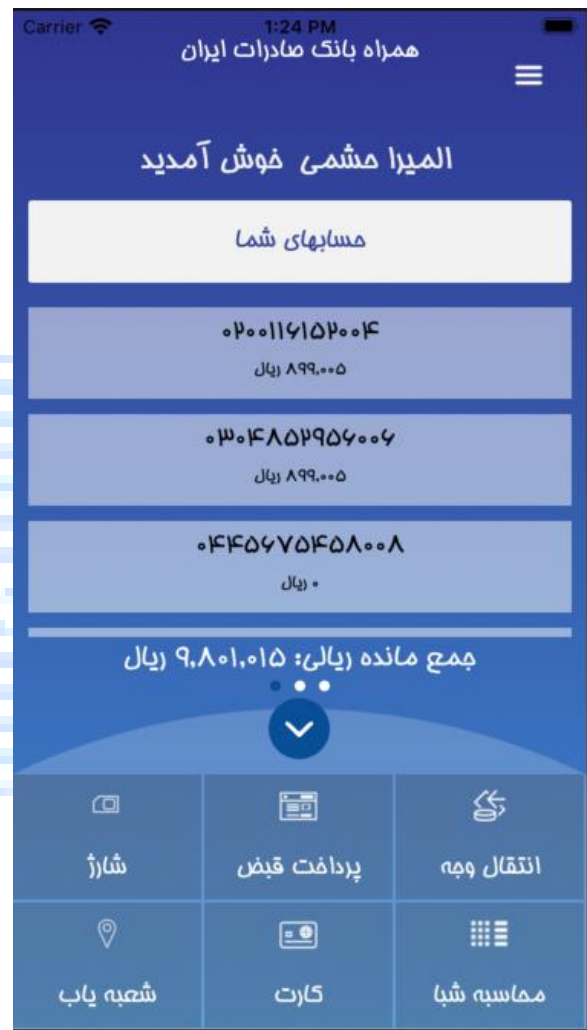 Carrier 1:24 PM
همراه بانک صادرات ایران
المیرا حشمی خوش آمدید
حسابهای شما
۰۲۰۰۱۱۶۱۵۲۰۰۴
۸۹۹,۰۰۵ ریال
۰۳۰۴۸۵۲۹۵۶۰۰۶
۸۹۹,۰۰۵ ریال
۰۴۴۵۶۷۵۴۵۸۰۰۸
۰ ریال
جمع مانده ریالی: ۹,۸۰۱,۰۱۵ ریال
انتقال وجه
پرداخت قبض
شارژ
محاسبه شبا
کارت
شعبه یاب